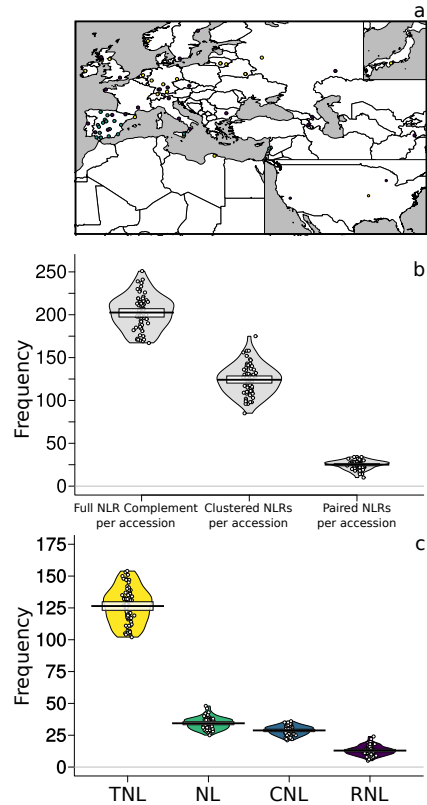 a
b
250
200
150
100
50
0
Frequency
Full NLR Complement
per accession
Clustered NLRs
per accession
Paired NLRs
per accession
c
175
150
125
100
75
50
25
0
Frequency
TNL
NL
CNL
RNL